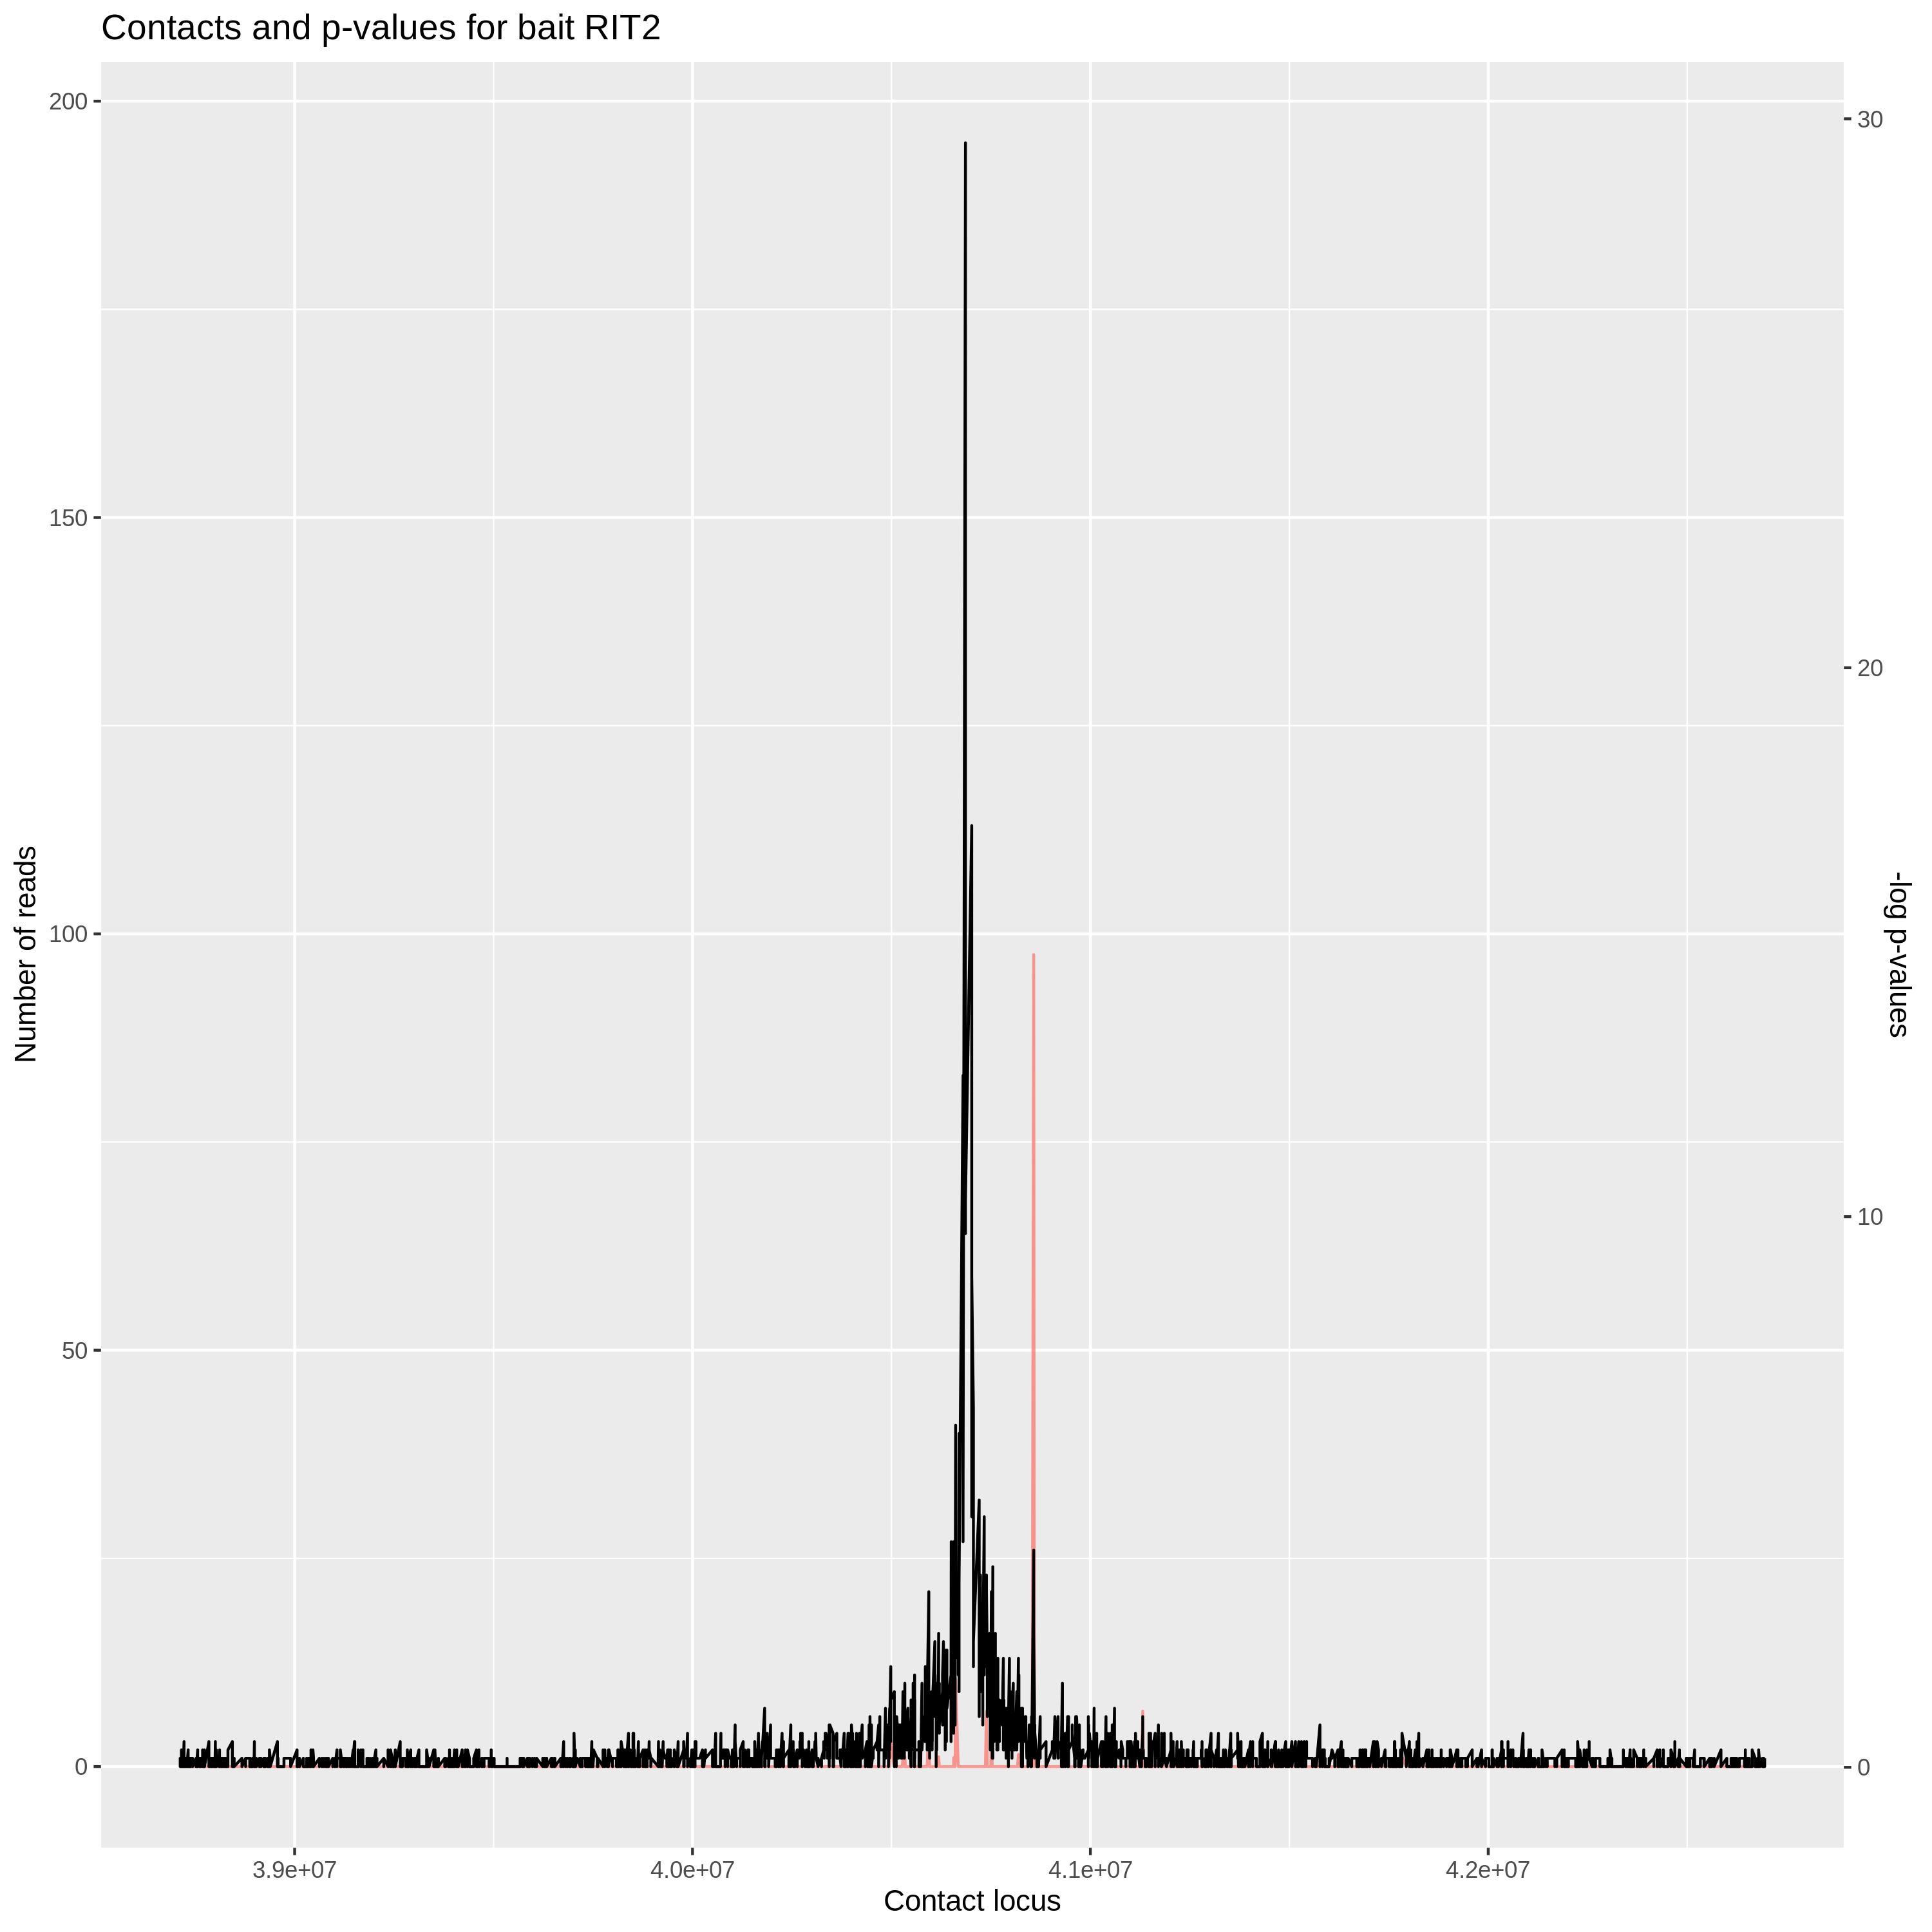 Contacts and p-values for bait RIT2
200
150
100
50
0
Number of reads
30
20
10
0
-log p-values
3.9e+07 4.0e+07 4.1e+07 4.2e+07
Contact locus